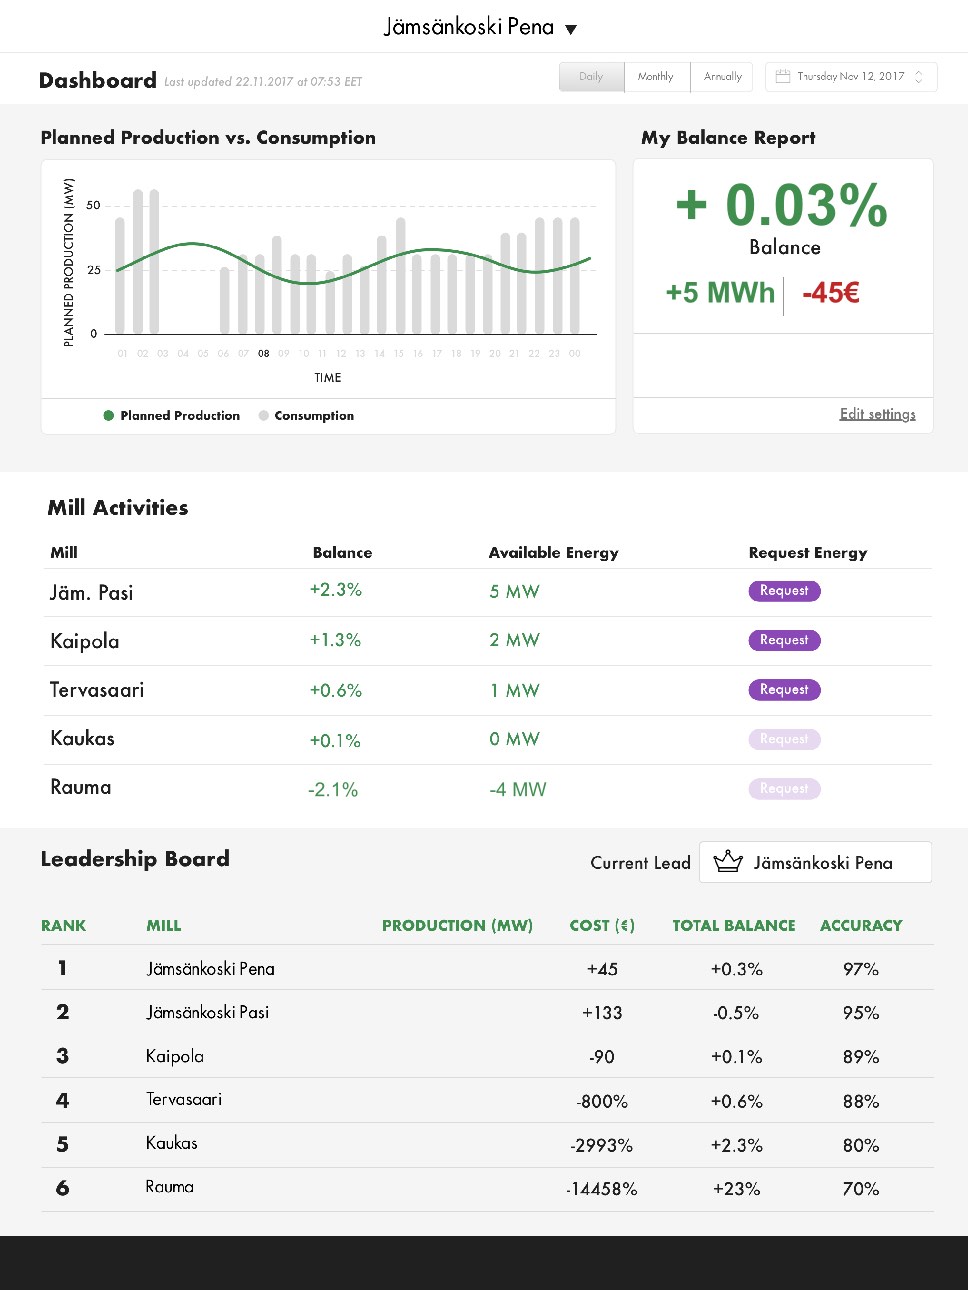 Jämsänkoski Pena ▼
Dashboard Last updated 22.11.2017 at 07:53 EET Daily Monthly Annually Thursday Nov 12, 2017
Planned Production vs. Consumption
PLANNED PRODUCTION (MW)
50
25
0
01 02 03 04 05 06 07 08 09 10 11 12 13 14 15 16 17 18 19 20 21 22 23 00
TIME
Planned Production Consumption
My Balance Report
+ 0.03%
Balance
+5 MWh -45€
Edit settings
Mill Activities
Mill Balance Available Energy Request Energy
Jäm. Pasi +2.3% 5 MW Request
Kaipola +1.3% 2 MW Request
Tervasaari +0.6% 1 MW Request
Kaukas +0.1% 0 MW Request
Rauma -2.1% -4 MW Request
Leadership Board Current Lead Jämsänkoski Pena
RANK MILL PRODUCTION (MW) COST (€) TOTAL BALANCE ACCURACY
1 Jämsänkoski Pena +45 +0.3% 97%
2 Jämsänkoski Pasi +133 -0.5% 95%
3 Kaipola -90 +0.1% 89%
4 Tervasaari -800% +0.6% 88%
5 Kaukas -2993% +2.3% 80%
6 Rauma -14458% +23% 70%